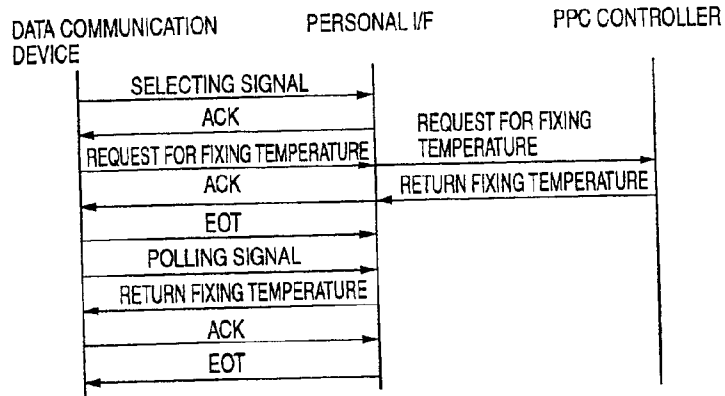 DATA COMMUNICATION
DEVICE
PERSONAL I/F
PPC CONTROLLER
SELECTING SIGNAL
ACK
REQUEST FOR FIXING
TEMPERATURE
REQUEST FOR FIXING TEMPERATURE
ACK
RETURN FIXING TEMPERATURE
EOT
POLLING SIGNAL
RETURN FIXING TEMPERATURE
ACK
EOT